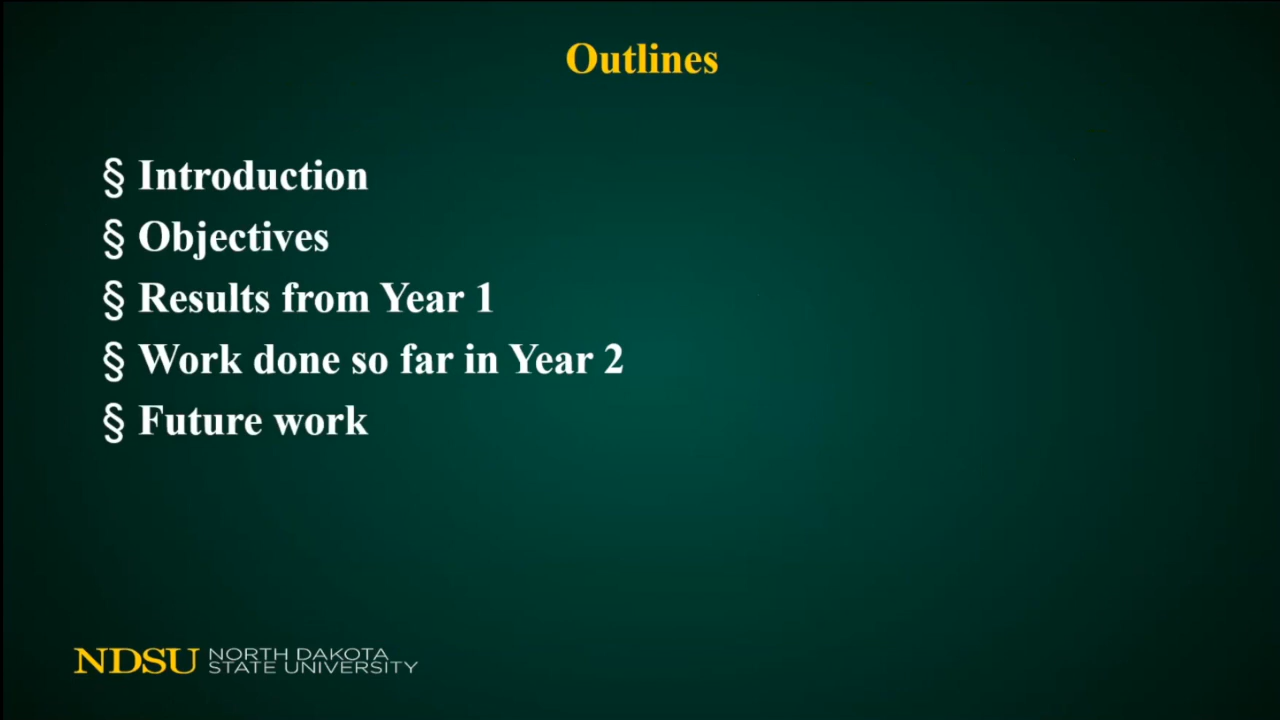 Outlines
§ Introduction
§ Objectives
§ Results from Year 1
§ Work done so far in Year 2
§ Future work
NDSU NORTH DAKOTA
STATE UNIVERSITY